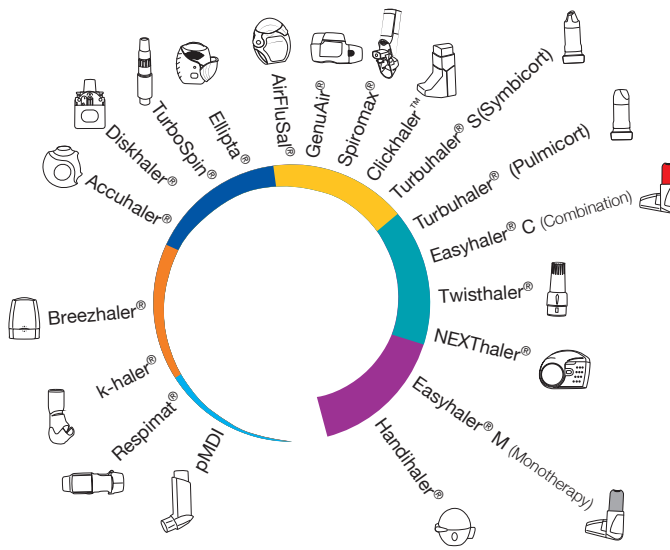 pMDI
Respimat®
k-haler®
Breezhaler®
Accuhaler®
Diskhaler®
TurboSpin®
Ellipta®
AirFluSal®
GenuAir®
Spiromax®
Clickhaler™
Turbuhaler® S(Symbicort)
Turbuhaler® (Pulmicort)
Easyhaler® C (Combination)
Twisthaler®
NEXThaler®
Easyhaler® M (Monotherapy)
Handihaler®